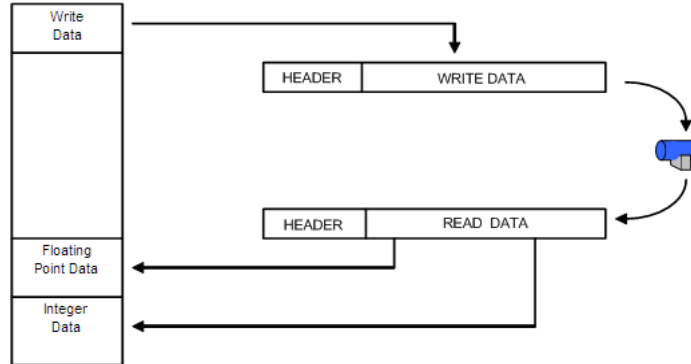 Write
Data
HEADER
WRITE DATA
HEADER
READ DATA
Floating
Point Data
Integer
Data